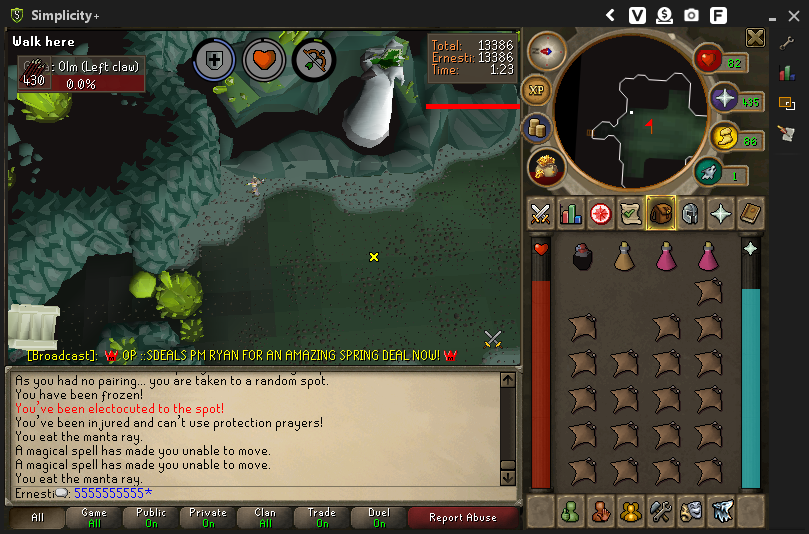 Simplicity+
Walk here
Olm (Left claw)
430
0.0%
Total: 13386
Ernesti: 13386
Time: 1:23
XP
82
436
86
1
[Broadcast]: OP ::SDEALS PM RYAN FOR AN AMAZING SPRING DEAL NOW!
As you had no pairing... you are taken to a random spot.
You have been frozen!
You've been electocuted to the spot!
You've been injured and can't use protection prayers!
You eat the manta ray.
A magical spell has made you unable to move.
A magical spell has made you unable to move.
You eat the manta ray.
Ernesti: 5555555555*
All
Game
All
Public
On
Private
On
Clan
All
Trade
On
Duel
On
Report Abuse